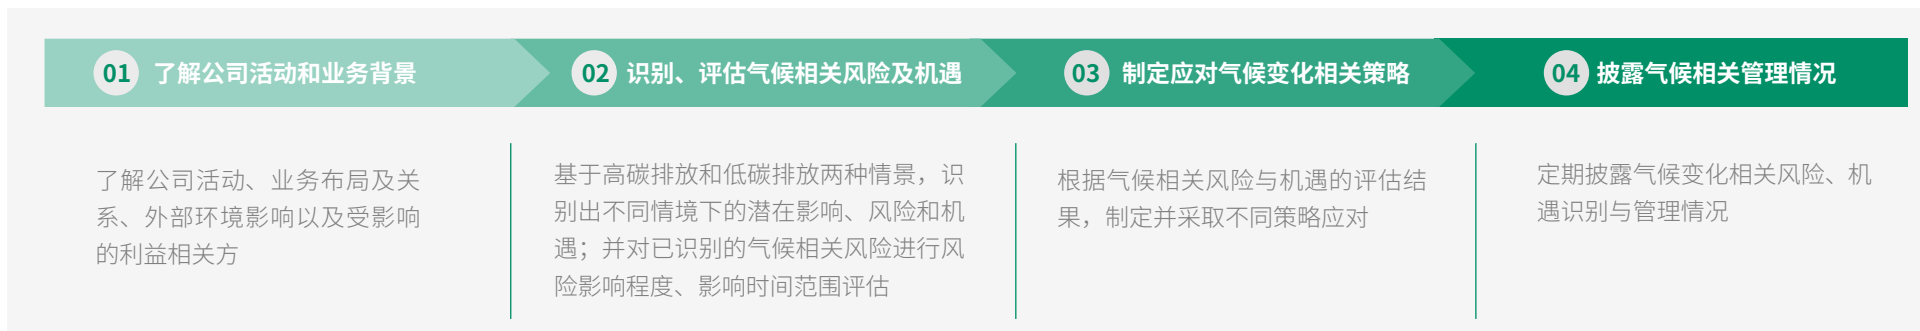 01 了解公司活动和业务背景
了解公司活动、业务布局及关
系、外部环境影响以及受影响
的利益相关方
02 识别、评估气候相关风险及机遇
基于高碳排放和低碳排放两种情景，识
别出不同情境下的潜在影响、风险和机
遇；并对已识别的气候相关风险进行风
险影响程度、影响时间范围评估
03 制定应对气候变化相关策略
根据气候相关风险与机遇的评估结
果，制定并采取不同策略应对
04 披露气候相关管理情况
定期披露气候变化相关风险、机
遇识别与管理情况